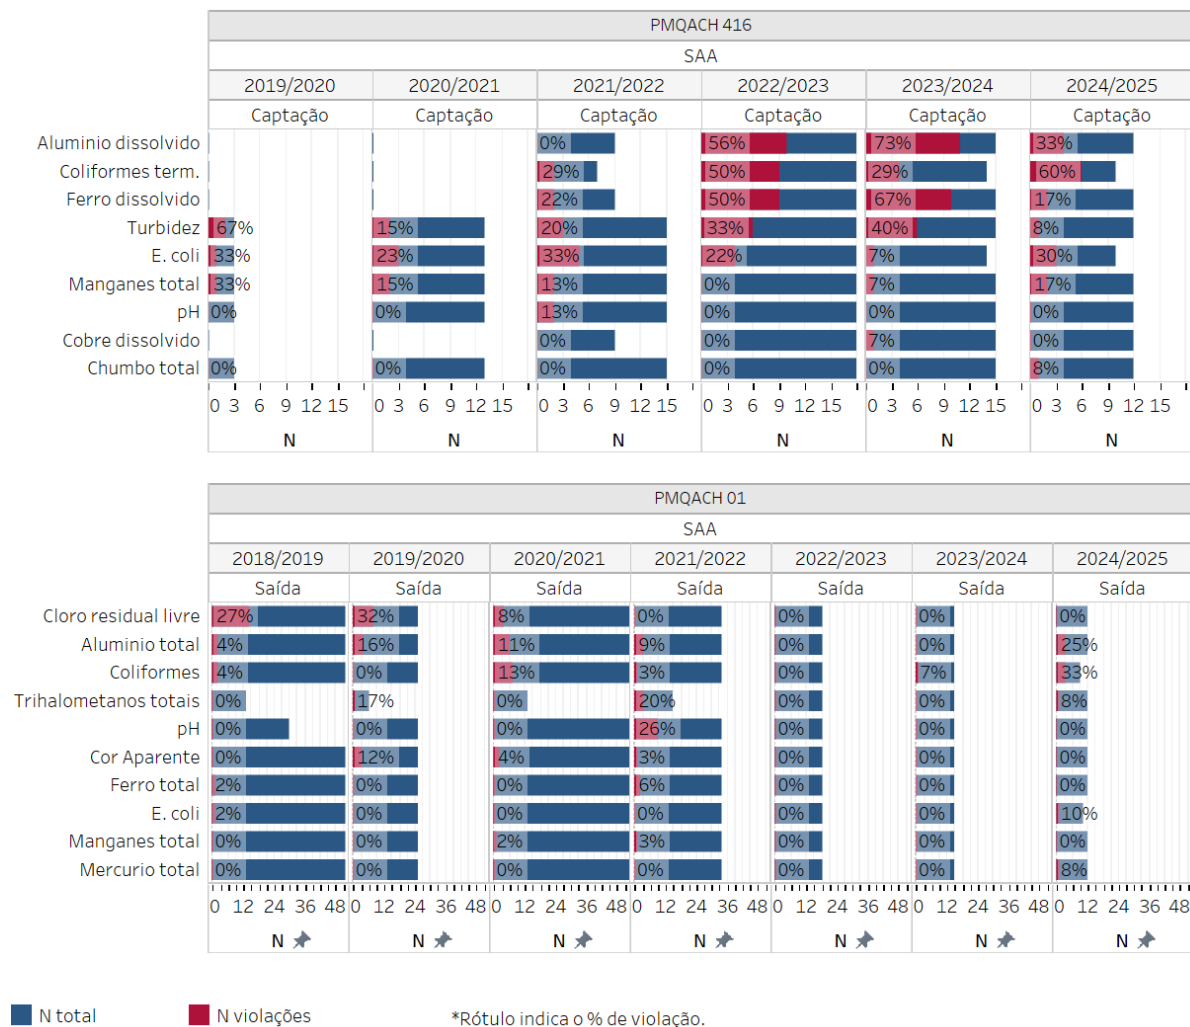 PMQACH 416
SAA
2019/2020 2020/2021 2021/2022 2022/2023 2023/2024 2024/2025
Captação Captação Captação Captação Captação Captação
Aluminio dissolvido 0% 56% 73% 33%
Coliformes term. 29% 50% 29% 60%
Ferro dissolvido 22% 50% 67% 17%
Turbidez 67% 15% 20% 33% 40% 8%
E. coli 33% 23% 33% 22% 7% 30%
Manganes total 33% 15% 13% 0% 7% 17%
pH 0% 0% 13% 0% 0% 0%
Cobre dissolvido 0% 0% 7% 0%
Chumbo total 0% 0% 0% 0% 0% 8%
0 3 6 9 12 15 0 3 6 9 12 15 0 3 6 9 12 15 0 3 6 9 12 15 0 3 6 9 12 15 0 3 6 9 12 15
N N N N N N
PMQACH 01
SAA
2018/2019 2019/2020 2020/2021 2021/2022 2022/2023 2023/2024 2024/2025
Saída Saída Saída Saída Saída Saída Saída
Cloro residual livre 27% 32% 8% 0% 0% 0% 0%
Aluminio total 4% 16% 11% 9% 0% 0% 25%
Coliformes 4% 0% 13% 3% 0% 7% 33%
Trihalometanos totais 0% 17% 0% 20% 0% 0% 8%
pH 0% 0% 0% 26% 0% 0% 0%
Cor Aparente 0% 12% 4% 3% 0% 0% 0%
Ferro total 2% 0% 0% 6% 0% 0% 0%
E. coli 2% 0% 0% 0% 0% 0% 10%
Manganes total 0% 0% 2% 3% 0% 0% 0%
Mercurio total 0% 0% 0% 0% 0% 0% 8%
0 12 24 36 48 0 12 24 36 48 0 12 24 36 48 0 12 24 36 48 0 12 24 36 48 0 12 24 36 48 0 12 24 36 48
N N N N N N N
N total N violações *Rótulo indica o % de violação.